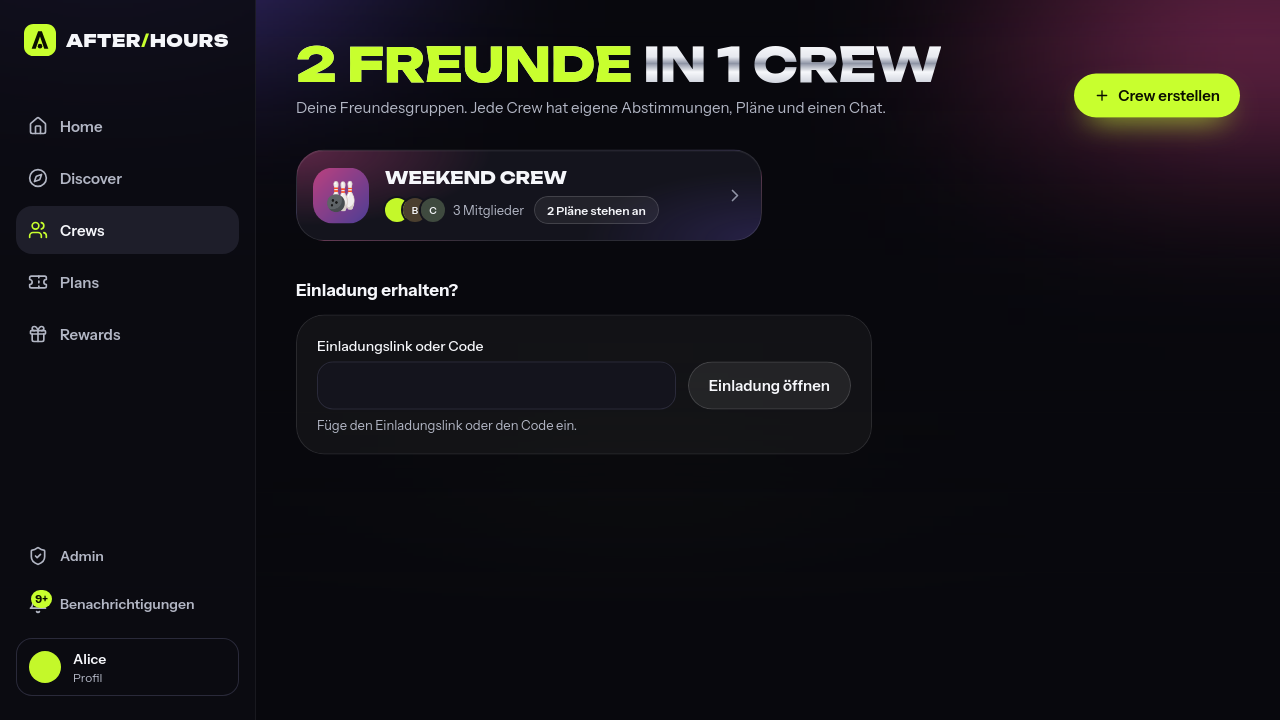 AFTER/HOURS
Home
Discover
Crews
Plans
Rewards
Admin
9+
Benachrichtigungen
Alice
Profil
2 FREUNDE IN 1 CREW
Deine Freundesgruppen. Jede Crew hat eigene Abstimmungen, Pläne und einen Chat.
+ Crew erstellen
WEEKEND CREW
B C 3 Mitglieder 2 Pläne stehen an
Einladung erhalten?
Einladungslink oder Code
Einladung öffnen
Füge den Einladungslink oder den Code ein.